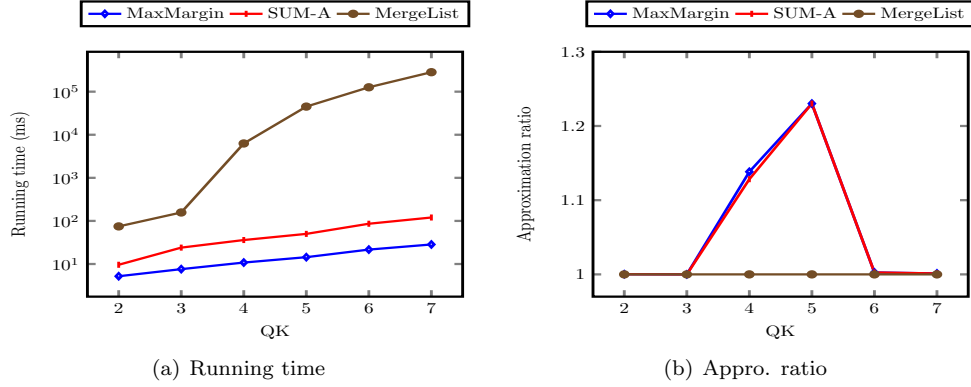 MaxMargin SUM-A MergeList
Running time (ms)
10^5
10^4
10^3
10^2
10^1
2 3 4 5 6 7
QK
(a) Running time
MaxMargin SUM-A MergeList
Approximation ratio
1.3
1.2
1.1
1
2 3 4 5 6 7
QK
(b) Appro. ratio